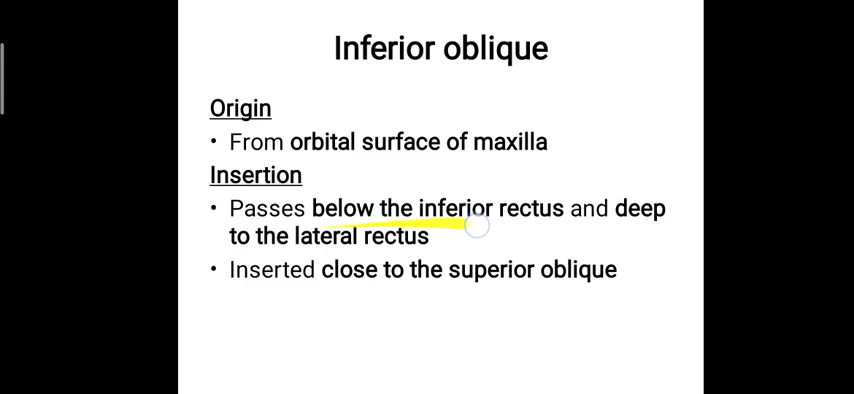 Inferior oblique
Origin
• From orbital surface of maxilla
Insertion
• Passes below the inferior rectus and deep
to the lateral rectus
• Inserted close to the superior oblique